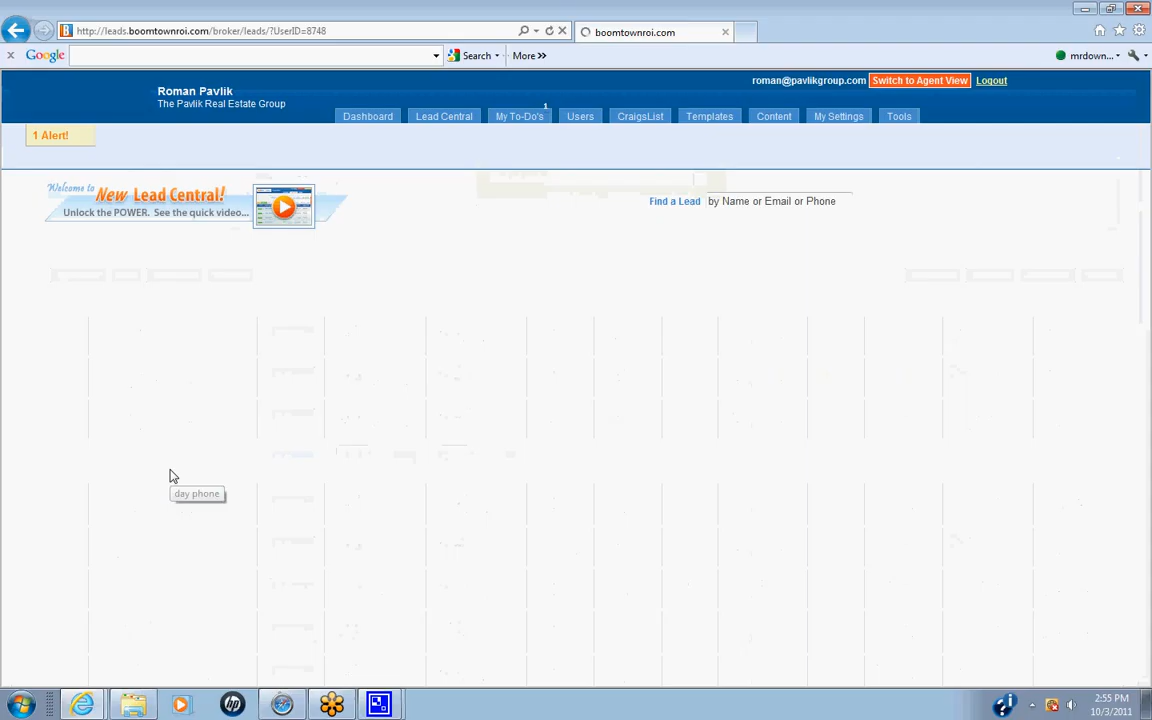 http://leads.boomtownroi.com/broker/leads/?UserID=8748
boomtownroi.com
Google
Search
More »
mrdown...
Roman Pavlik
The Pavlik Real Estate Group
roman@pavlikgroup.com Switch to Agent View Logout
1
Dashboard Lead Central My To-Do's Users CraigsList Templates Content My Settings Tools
1 Alert!
Welcome to New Lead Central!
Unlock the POWER. See the quick video...
Find a Lead by Name or Email or Phone
day phone
hp
2:55 PM
10/3/2011